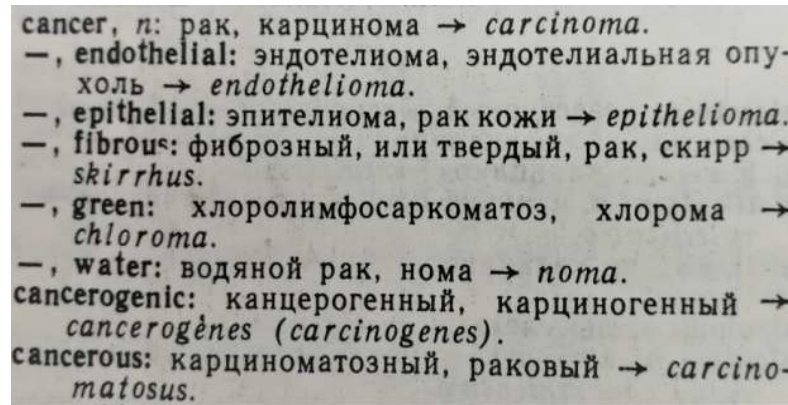 cancer, n: рак, карцинома → carcinoma.
—, endothelial: эндотелиома, эндотелиальная опу-
холь → endothelioma.
—, epithelial: эпителиома, рак кожи → epithelioma.
—, fibrous: фиброзный, или твердый, рак, скирр →
skirrhus.
—, green: хлоролимфосаркоматоз, хлорома →
chloroma.
—, water: водяной рак, нома → noma.
cancerogenic: канцерогенный, карциногенный →
cancerogènes (carcinogenes).
cancerous: карциноматозный, раковый → carcino-
matosus.